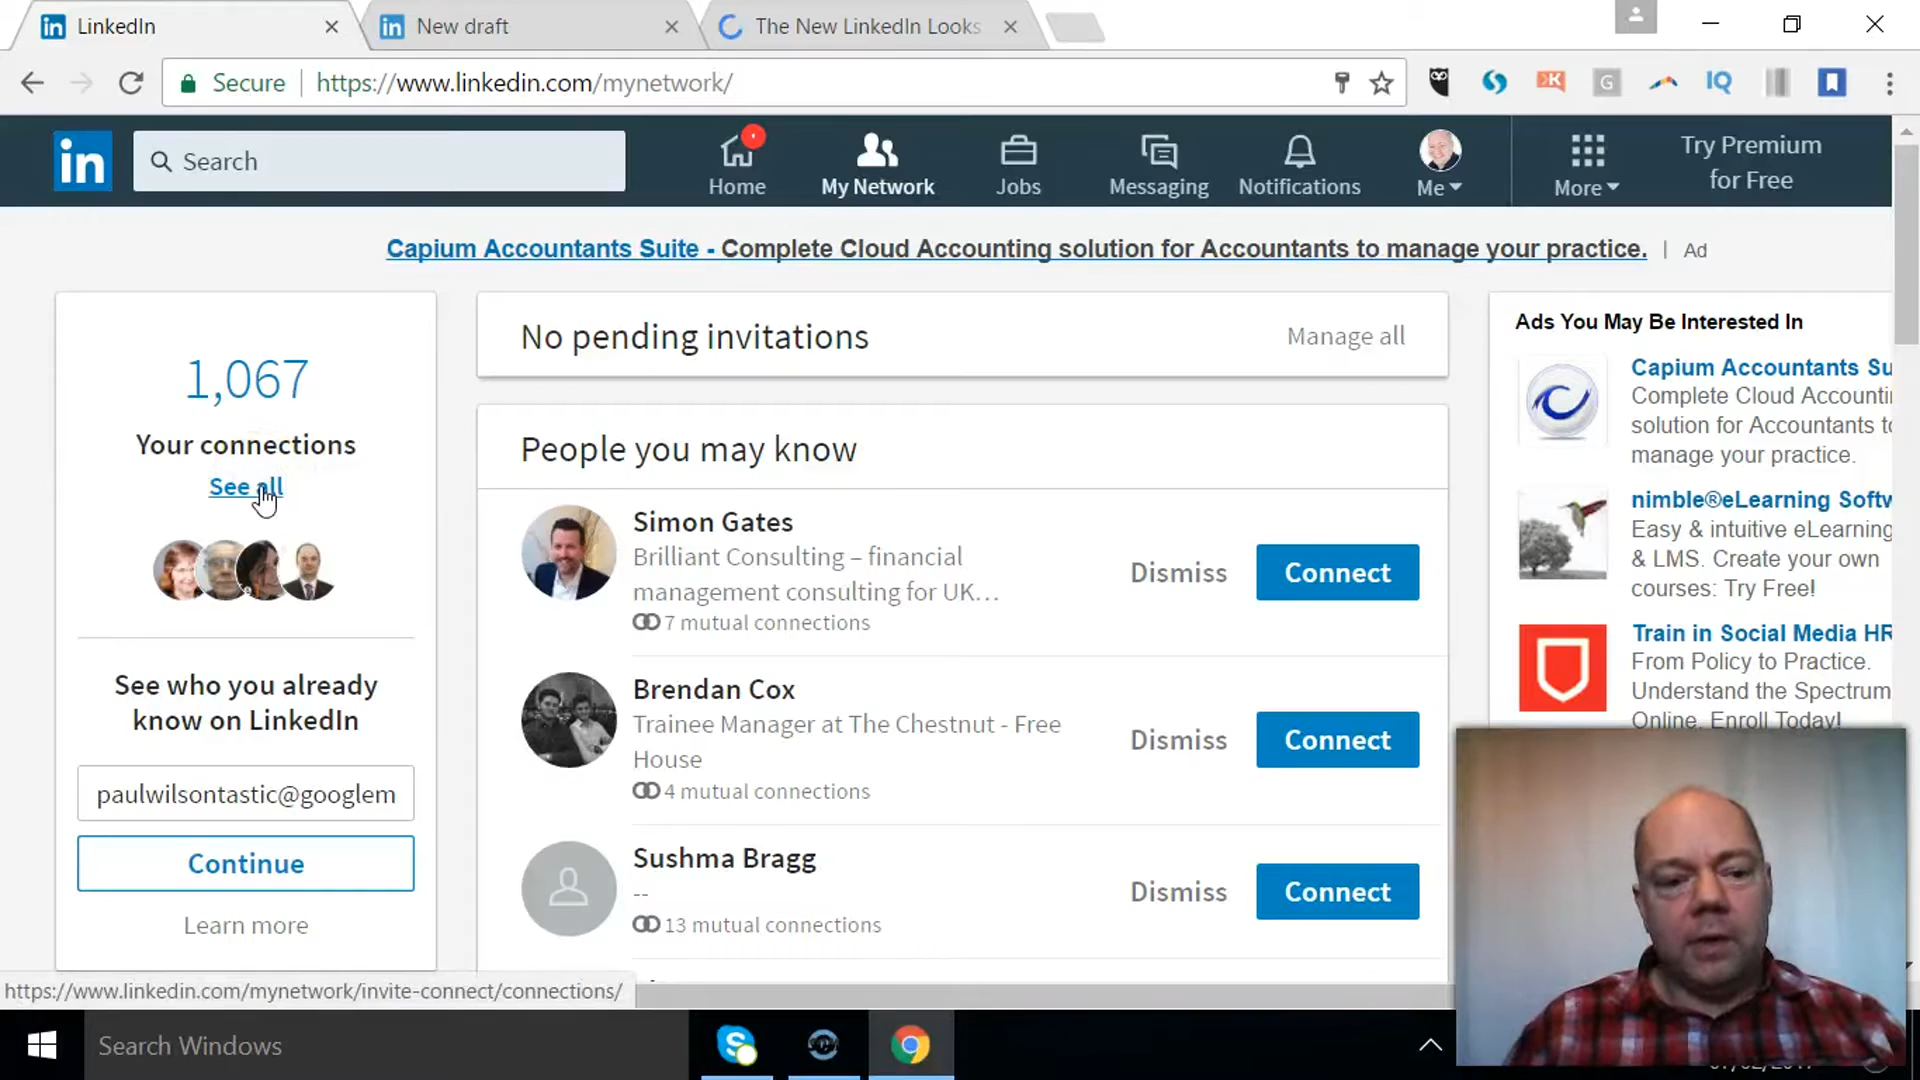 LinkedIn
New draft
The New LinkedIn Looks
Secure
https://www.linkedin.com/mynetwork/
K
G
IQ
in
Search
Home
My Network
Jobs
Messaging
Notifications
Me
More
Try Premium
for Free
Capium Accountants Suite - Complete Cloud Accounting solution for Accountants to manage your practice. | Ad
1,067
Your connections
See all
See who you already
know on LinkedIn
paulwilsontastic@googlem
Continue
Learn more
No pending invitations
Manage all
People you may know
Simon Gates
Brilliant Consulting – financial
management consulting for UK…
7 mutual connections
Dismiss
Connect
Brendan Cox
Trainee Manager at The Chestnut - Free
House
4 mutual connections
Dismiss
Connect
Sushma Bragg
--
13 mutual connections
Dismiss
Connect
Ads You May Be Interested In
Capium Accountants Su
Complete Cloud Accounti
solution for Accountants to
manage your practice.
nimble®eLearning Softw
Easy & intuitive eLearning
& LMS. Create your own
courses: Try Free!
Train in Social Media HR
From Policy to Practice.
Understand the Spectrum
Online. Enroll Today!
https://www.linkedin.com/mynetwork/invite-connect/connections/
Search Windows